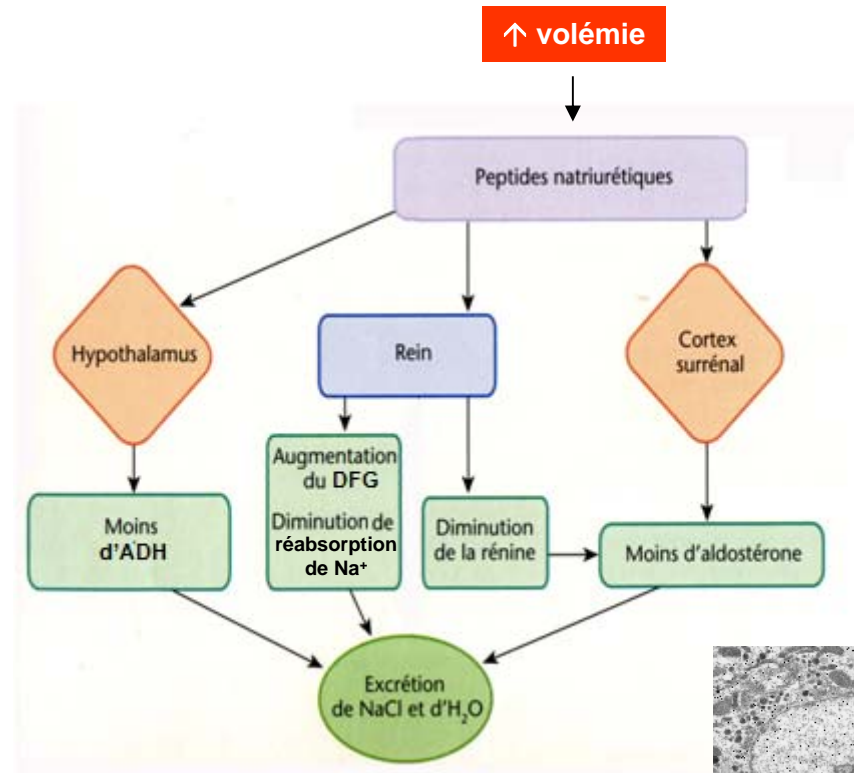 ↑ volémie
Peptides natriurétiques
Hypothalamus
Rein
Cortex
surrénal
Moins
d'ADH
Augmentation
du DFG
Diminution de
réabsorption
de Na⁺
Diminution
de la rénine
Moins d'aldostérone
Excrétion
de NaCl et d'H₂O